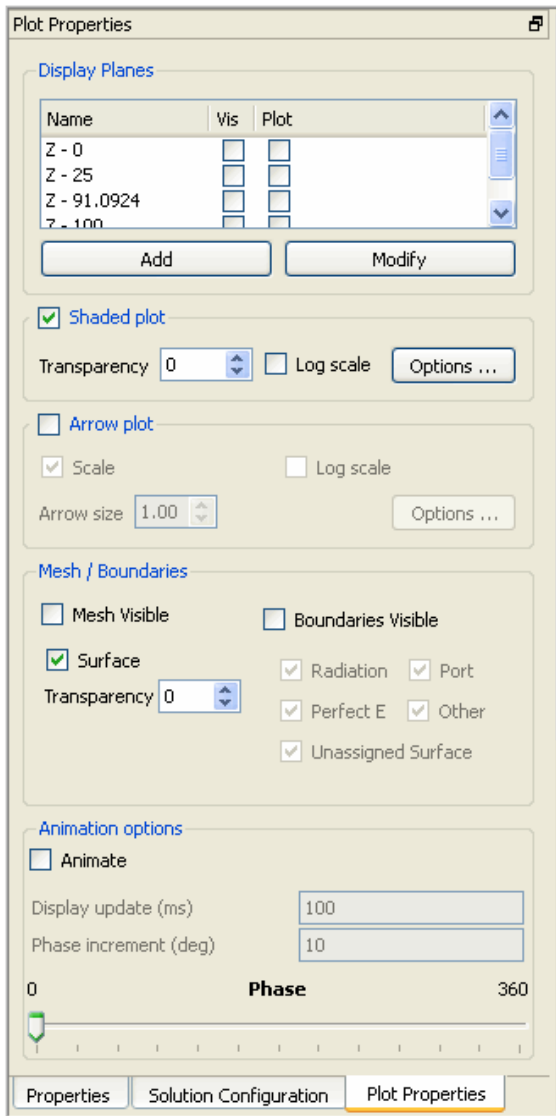 Plot Properties
Display Planes
Name Vis Plot
Z - 0
Z - 25
Z - 91.0924
Z - 100
Add Modify
Shaded plot
Transparency 0 Log scale Options ...
Arrow plot
Scale Log scale
Arrow size 1.00 Options ...
Mesh / Boundaries
Mesh Visible Boundaries Visible
Surface
Radiation Port
Transparency 0
Perfect E Other
Unassigned Surface
Animation options
Animate
Display update (ms) 100
Phase increment (deg) 10
0 Phase 360
Properties Solution Configuration Plot Properties